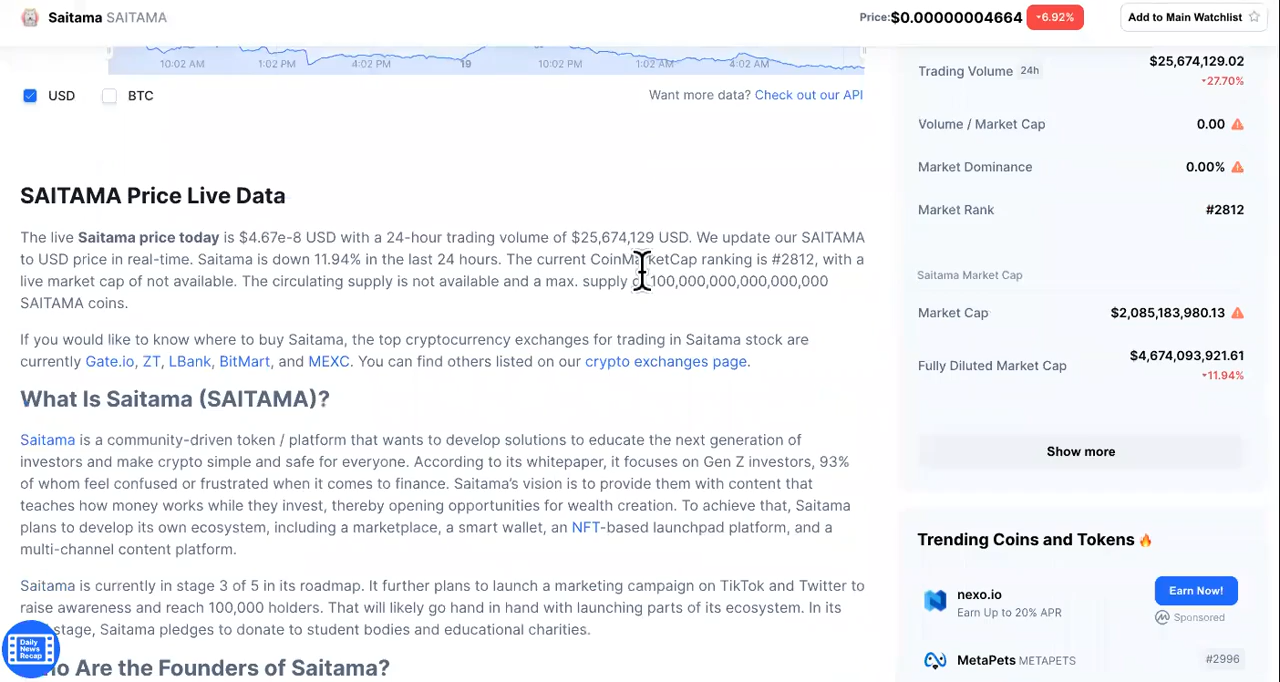 Saitama SAITAMA
Price:$0.00000004664 6.92%
Add to Main Watchlist
10:02 AM 1:02 PM 4:02 PM 19 10:02 PM 1:02 AM 4:02 AM
USD BTC
Want more data? Check out our API
SAITAMA Price Live Data
The live Saitama price today is $4.67e-8 USD with a 24-hour trading volume of $25,674,129 USD. We update our SAITAMA
to USD price in real-time. Saitama is down 11.94% in the last 24 hours. The current CoinMarketCap ranking is #2812, with a
live market cap of not available. The circulating supply is not available and a max. supply of 100,000,000,000,000,000
SAITAMA coins.
If you would like to know where to buy Saitama, the top cryptocurrency exchanges for trading in Saitama stock are
currently Gate.io, ZT, LBank, BitMart, and MEXC. You can find others listed on our crypto exchanges page.
What Is Saitama (SAITAMA)?
Saitama is a community-driven token / platform that wants to develop solutions to educate the next generation of
investors and make crypto simple and safe for everyone. According to its whitepaper, it focuses on Gen Z investors, 93%
of whom feel confused or frustrated when it comes to finance. Saitama's vision is to provide them with content that
teaches how money works while they invest, thereby opening opportunities for wealth creation. To achieve that, Saitama
plans to develop its own ecosystem, including a marketplace, a smart wallet, an NFT-based launchpad platform, and a
multi-channel content platform.
Saitama is currently in stage 3 of 5 in its roadmap. It further plans to launch a marketing campaign on TikTok and Twitter to
raise awareness and reach 100,000 holders. That will likely go hand in hand with launching parts of its ecosystem. In its
stage, Saitama pledges to donate to student bodies and educational charities.
Are the Founders of Saitama?
Daily
News
Recap
Trading Volume 24h
$25,674,129.02
27.70%
Volume / Market Cap 0.00
Market Dominance 0.00%
Market Rank #2812
Saitama Market Cap
Market Cap $2,085,183,980.13
Fully Diluted Market Cap
$4,674,093,921.61
11.94%
Show more
Trending Coins and Tokens
nexo.io
Earn Up to 20% APR
Earn Now!
Sponsored
MetaPets METAPETS #2996